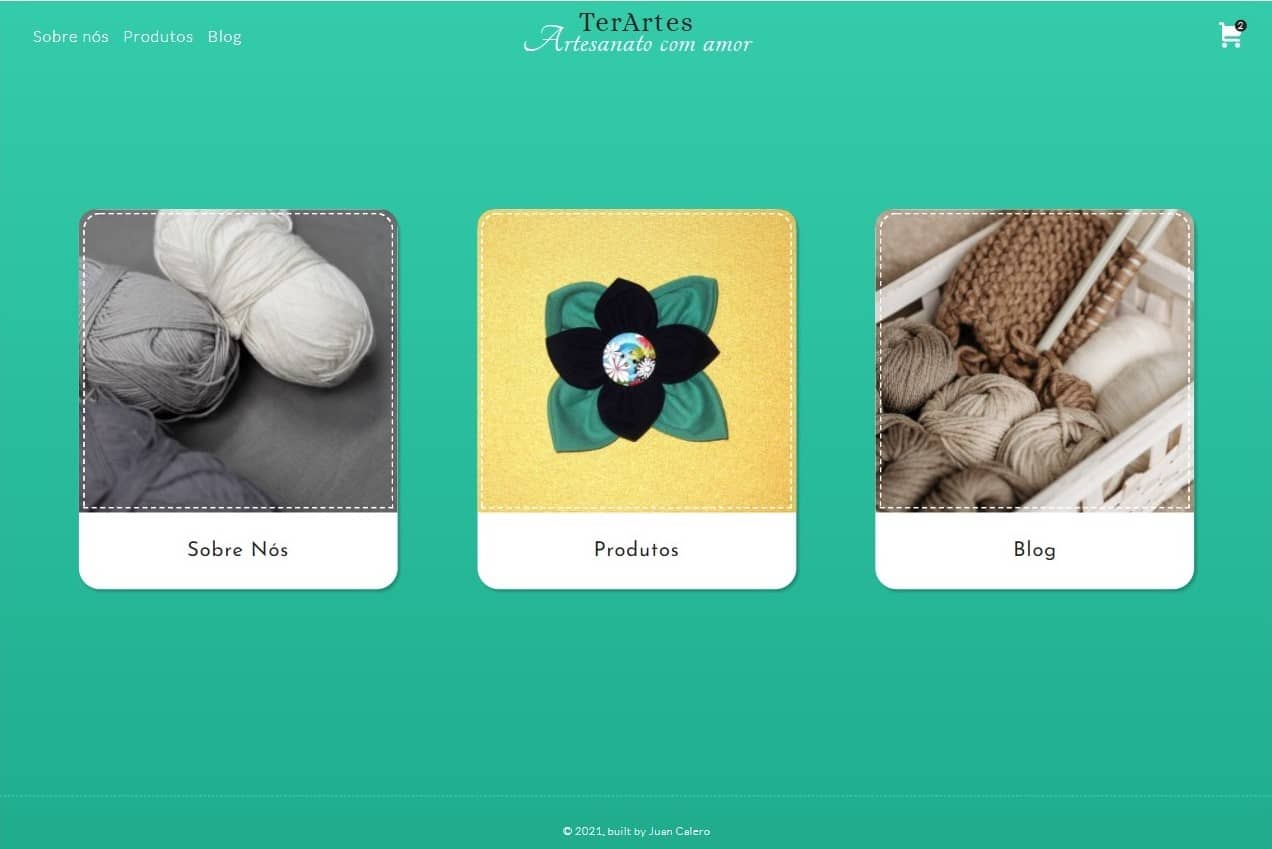 Sobre nós Produtos Blog
TerArtes
Artesanato com amor
2
Sobre Nós
Produtos
Blog
© 2021, built by Juan Calero